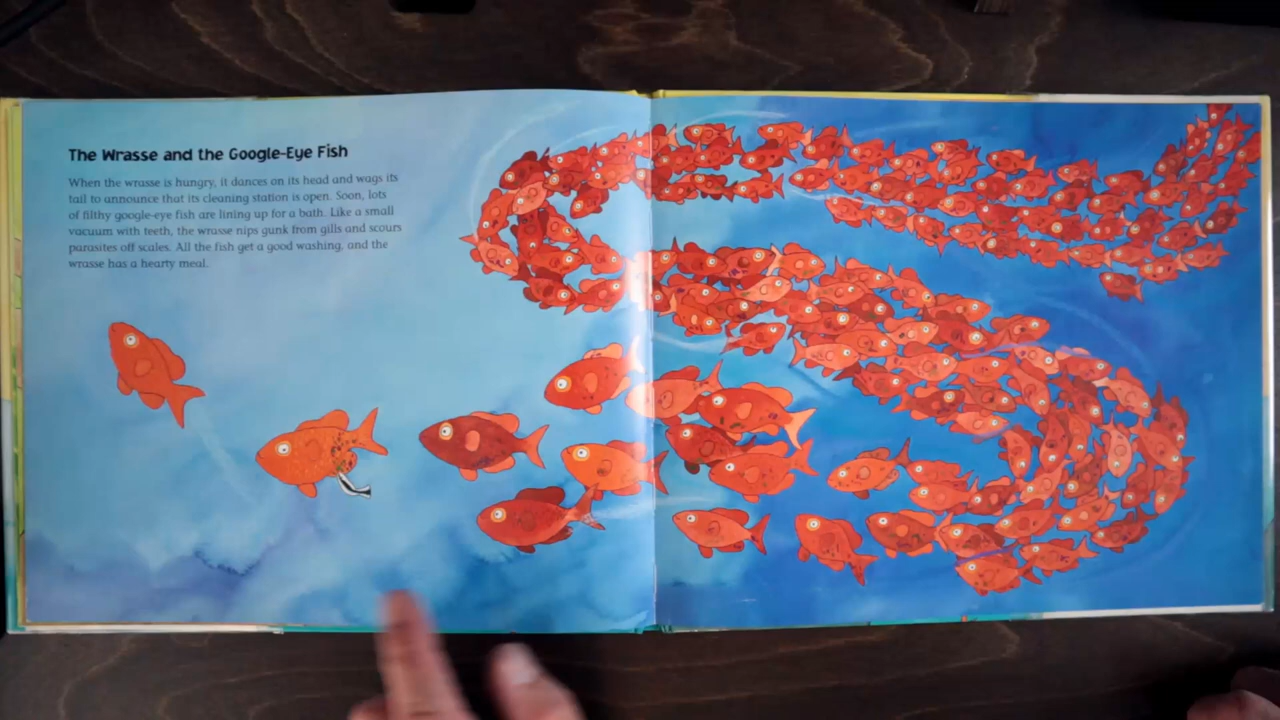 The Wrasse and the Google-Eye Fish
When the wrasse is hungry, it dances on its head and wags its
tail to announce that its cleaning station is open. Soon, lots
of filthy google-eye fish are lining up for a bath. Like a small
vacuum with teeth, the wrasse nips gunk from gills and scours
parasites off scales. All the fish get a good washing, and the
wrasse has a hearty meal.